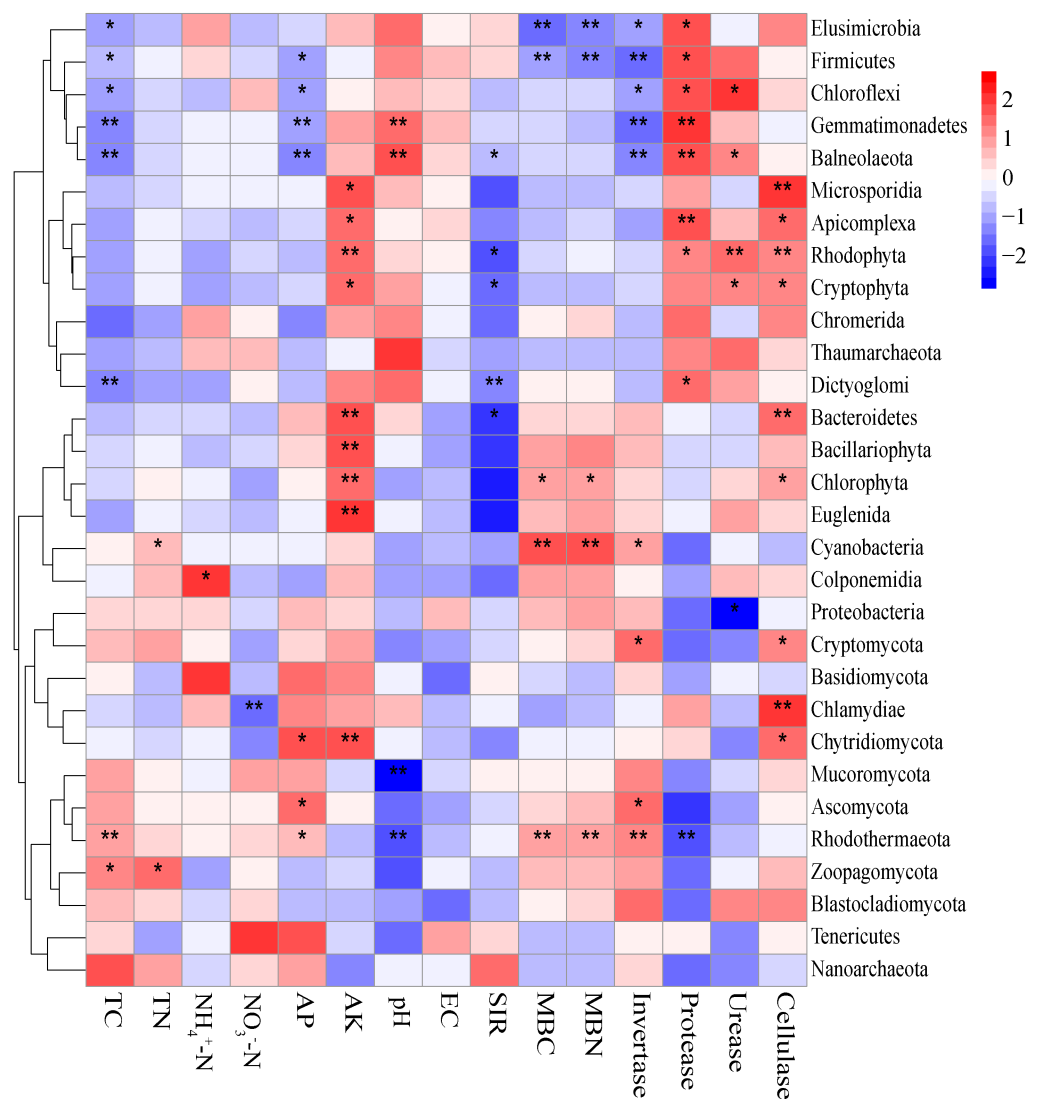 * ** ** * * Elusimicrobia
* * ** ** ** * Firmicutes
* * * * * Chloroflexi
** ** ** ** ** Gemmatimonadetes
** ** ** * ** ** * Balneolaeota
* ** Microsporidia
* ** * Apicomplexa
** * * ** ** Rhodophyta
* * * * Cryptophyta
Chromerida
Thaumarchaeota
** ** * Dictyoglomi
** * ** Bacteroidetes
** Bacillariophyta
** * * * Chlorophyta
** Euglenida
* ** ** * Cyanobacteria
* Colponemidia
* Proteobacteria
* * Cryptomycota
Basidiomycota
** ** Chlamydiae
* ** * Chytridiomycota
** Mucoromycota
* * Ascomycota
** * ** ** ** ** ** Rhodothermaeota
* * Zoopagomycota
Blastocladiomycota
Tenericutes
Nanoarchaeota
2
1
0
−1
−2
TC
TN
NH₄⁺-N
NO₃⁻-N
AP
AK
pH
EC
SIR
MBC
MBN
Invertase
Protease
Urease
Cellulase